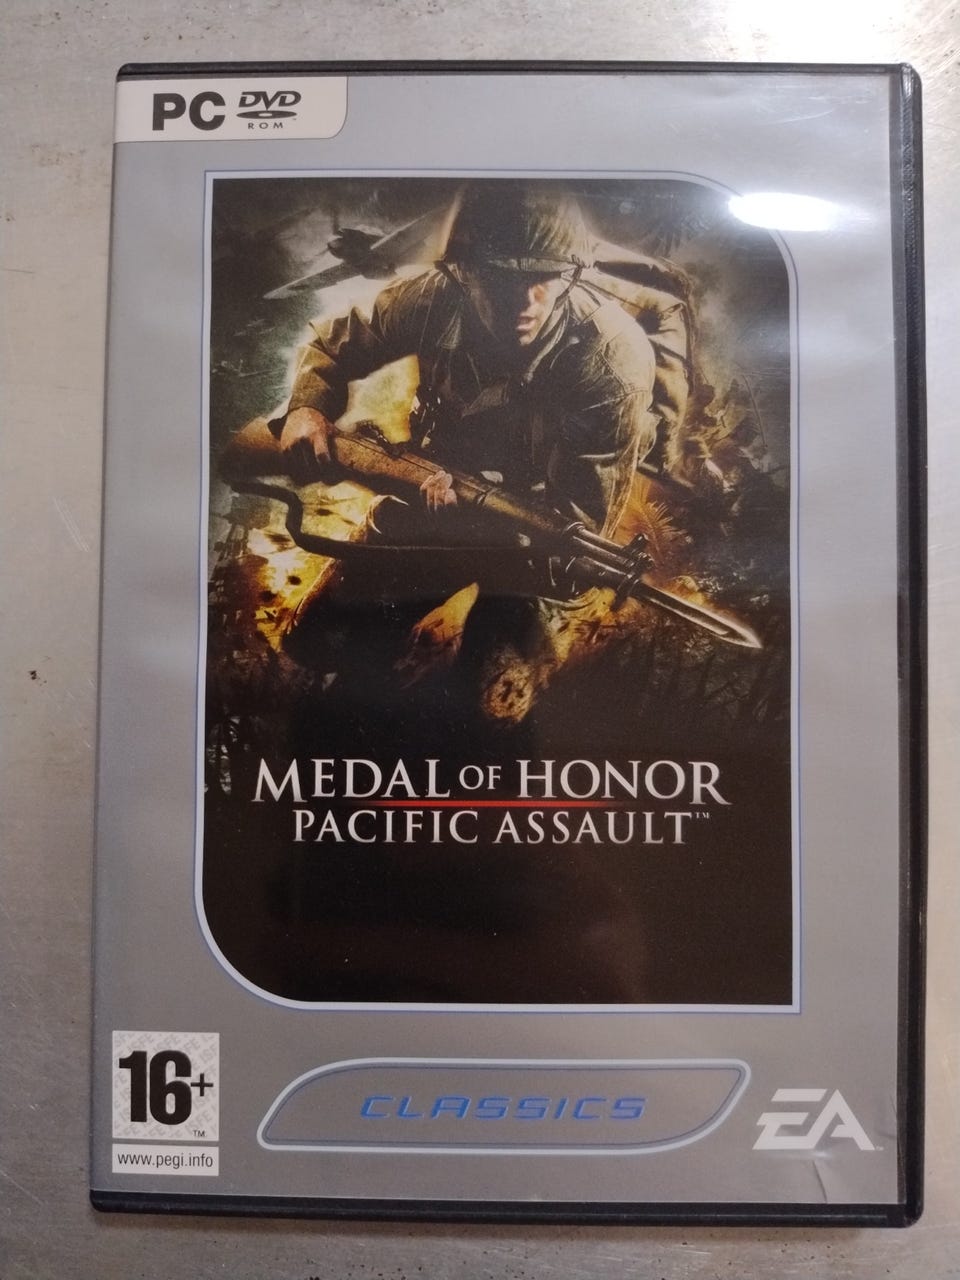 PC DVD
ROM
MEDAL OF HONOR
PACIFIC ASSAULT™
16+
TM
www.pegi.info
CLASSICS
EA